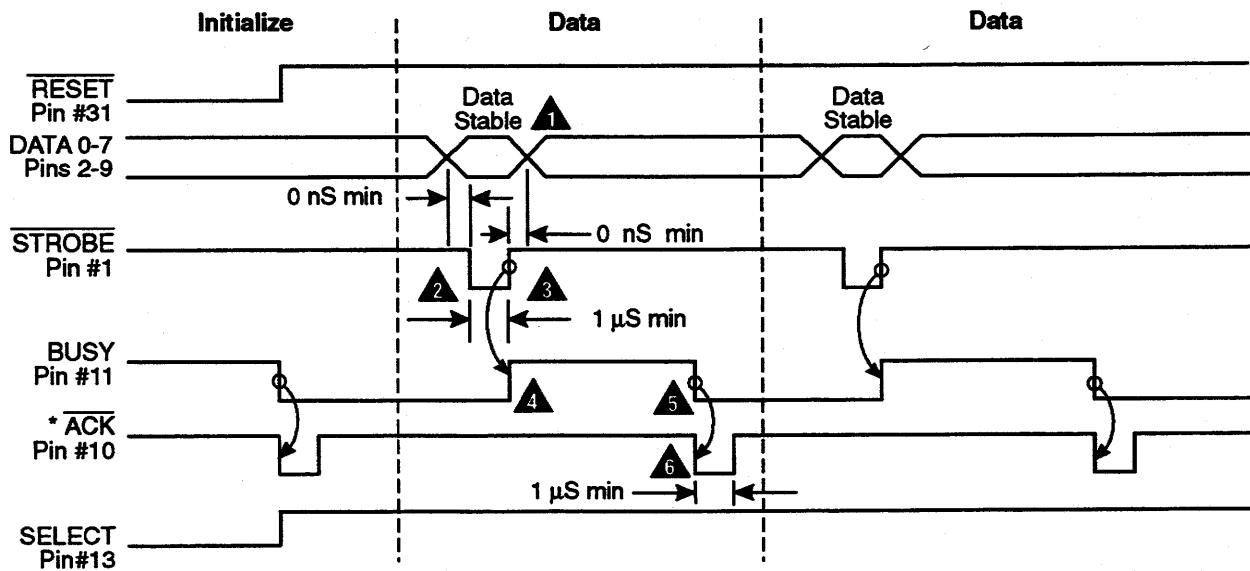 Initialize
Data
Data
RESET
Pin #31
Data
Stable
1
Data
Stable
DATA 0-7
Pins 2-9
0 nS min
0 nS min
STROBE
Pin #1
2
3
1 μS min
BUSY
Pin #11
4
5
* ACK
Pin #10
6
1 μS min
SELECT
Pin#13